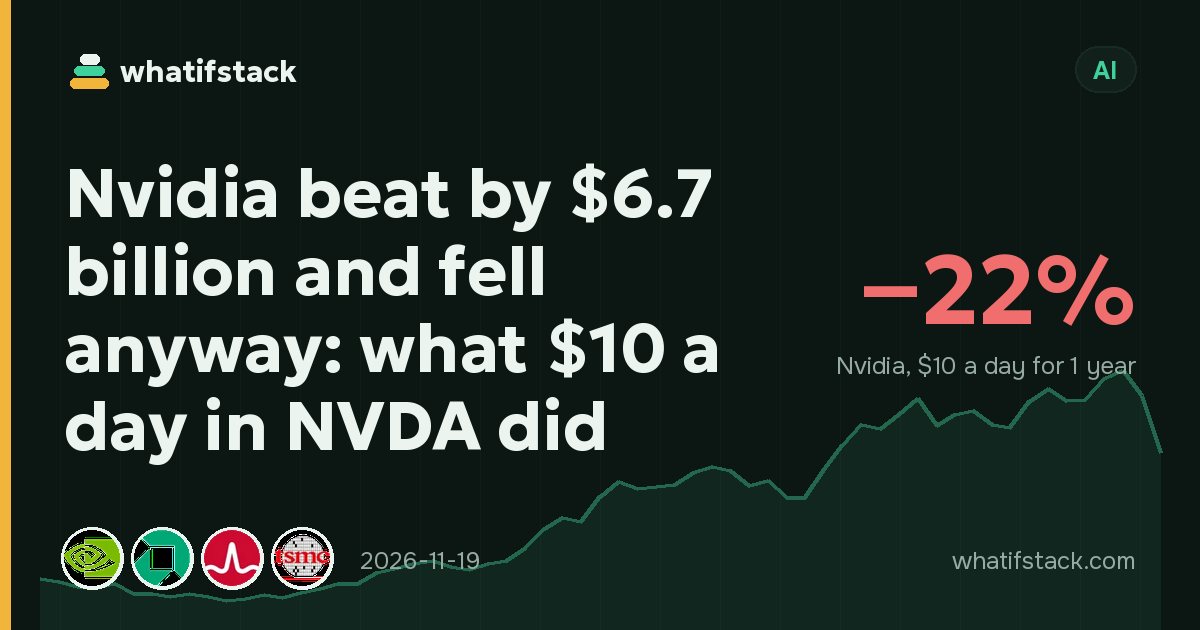 whatifstack
AI
Nvidia beat by $6.7
billion and fell
anyway: what $10 a
day in NVDA did
–22%
Nvidia, $10 a day for 1 year
tsmc
2026-11-19
whatifstack.com